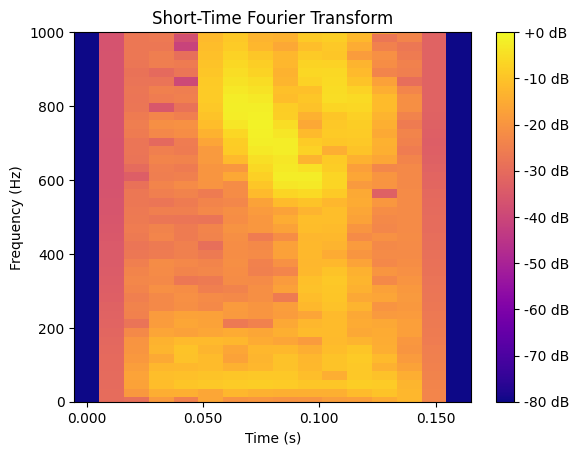 Short-Time Fourier Transform
1000
800
600
400
200
0
Frequency (Hz)
0.000
0.050
0.100
0.150
Time (s)
+0 dB
-10 dB
-20 dB
-30 dB
-40 dB
-50 dB
-60 dB
-70 dB
-80 dB